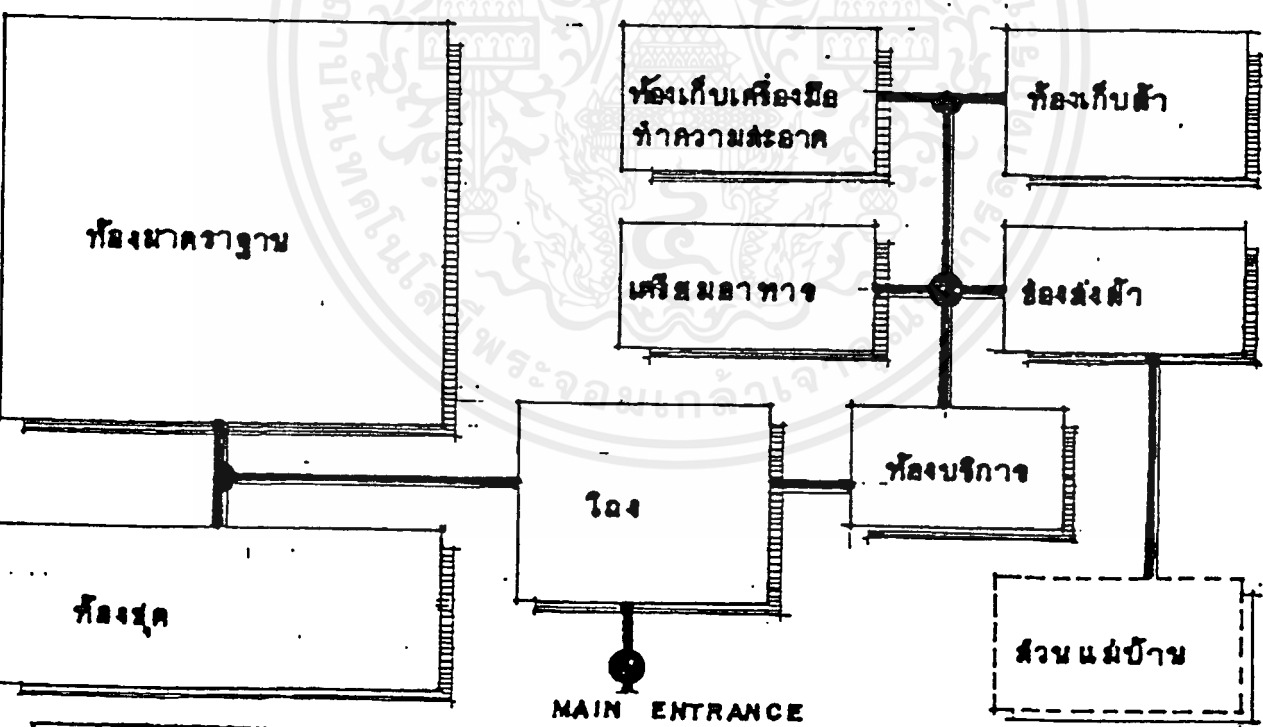 ห้องเก็บเครื่องมือ
ทำความสะอาด
ห้องเก็บผ้า
ห้องมาตราฐาน
เตรียมอาหาร
ช่องส่งผ้า
ห้องบริการ
โถง
ห้องชุด
ส่วนแม่บ้าน
MAIN ENTRANCE